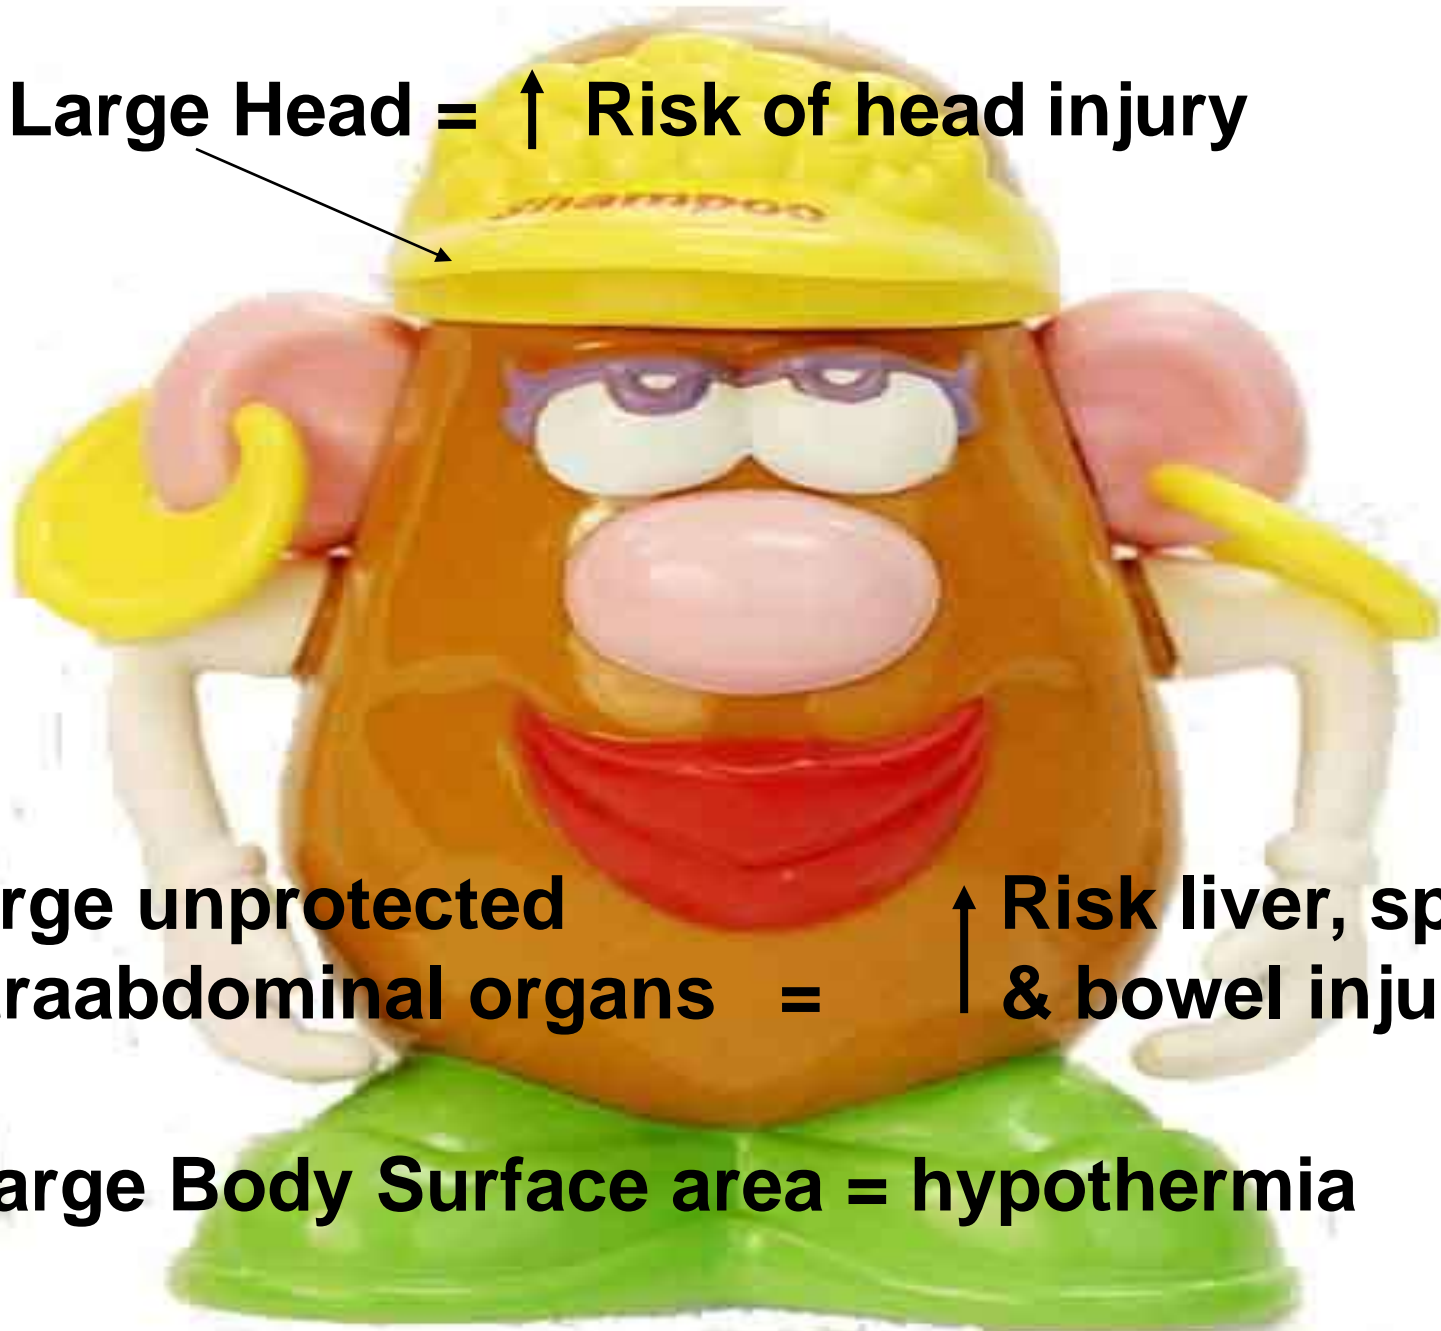 Large Head = ↑ Risk of head injury
shampoo
rge unprotected ↑ Risk liver, sp
raabdominal organs = & bowel inju
arge Body Surface area = hypothermia